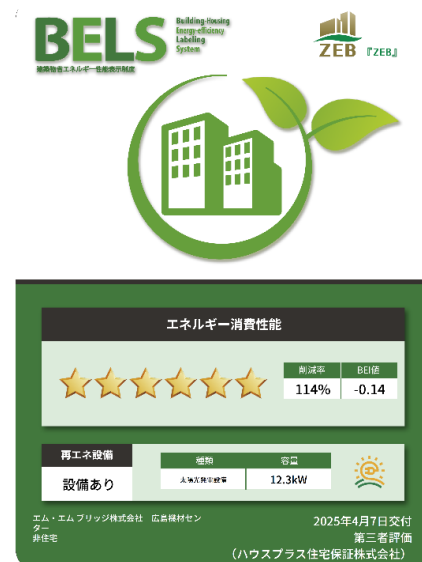 BELS
Building-Housing
Energy-efficiency
Labeling
System
建築物省エネルギー性能表示制度
ZEB 『ZEB』
エネルギー消費性能
削減率 BEI値
114% -0.14
再エネ設備
設備あり
種類 容量
太陽光発電設備 12.3kW
エム・エム ブリッジ株式会社 広島機材セン
ター
非住宅
2025年4月7日交付
第三者評価
(ハウスプラス住宅保証株式会社)